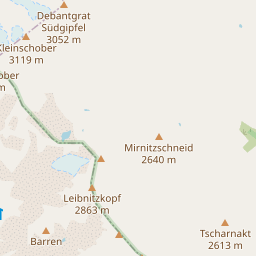 Debantgrat
Südgipfel
3052 m
Kleinschober
3119 m
ober
m
Mirnitzschneid
2640 m
Leibnitzkopf
2863 m
Tscharnakt
2613 m
Barren